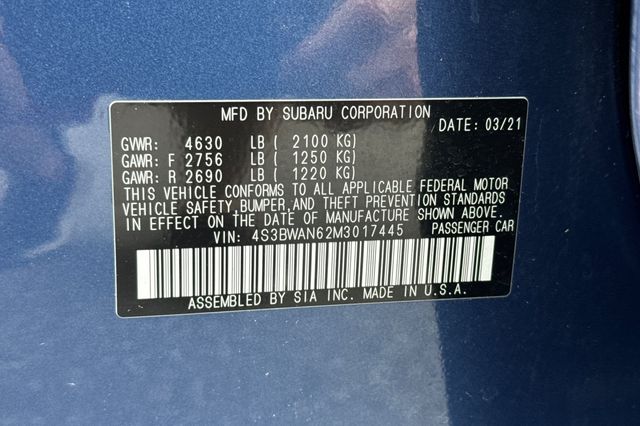 MFD BY SUBARU CORPORATION
DATE: 03/21
GVWR: 4630 LB ( 2100 KG)
GAWR: F 2756 LB ( 1250 KG)
GAWR: R 2690 LB ( 1220 KG)
THIS VEHICLE CONFORMS TO ALL APPLICABLE FEDERAL MOTOR
VEHICLE SAFETY,BUMPER,AND THEFT PREVENTION STANDARDS
IN EFFECT ON THE DATE OF MANUFACTURE SHOWN ABOVE.
VIN: 4S3BWAN62M3017445 PASSENGER CAR
ASSEMBLED BY SIA INC. MADE IN U.S.A.